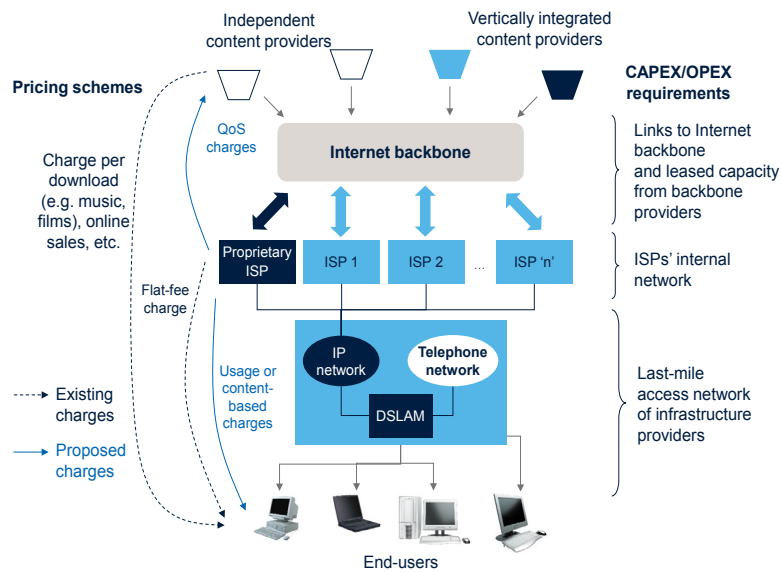 Independent
content providers
Vertically integrated
content providers
Pricing schemes
CAPEX/OPEX
requirements
QoS
charges
Internet backbone
Links to Internet
backbone
and leased capacity
from backbone
providers
Charge per
download
(e.g. music,
films), online
sales, etc.
Proprietary
ISP
ISP 1
ISP 2
...
ISP ‘n’
ISPs’ internal
network
Flat-fee
charge
IP
network
Telephone
network
Usage or
content-
based
charges
DSLAM
Last-mile
access network
of infrastructure
providers
Existing
charges
Proposed
charges
End-users